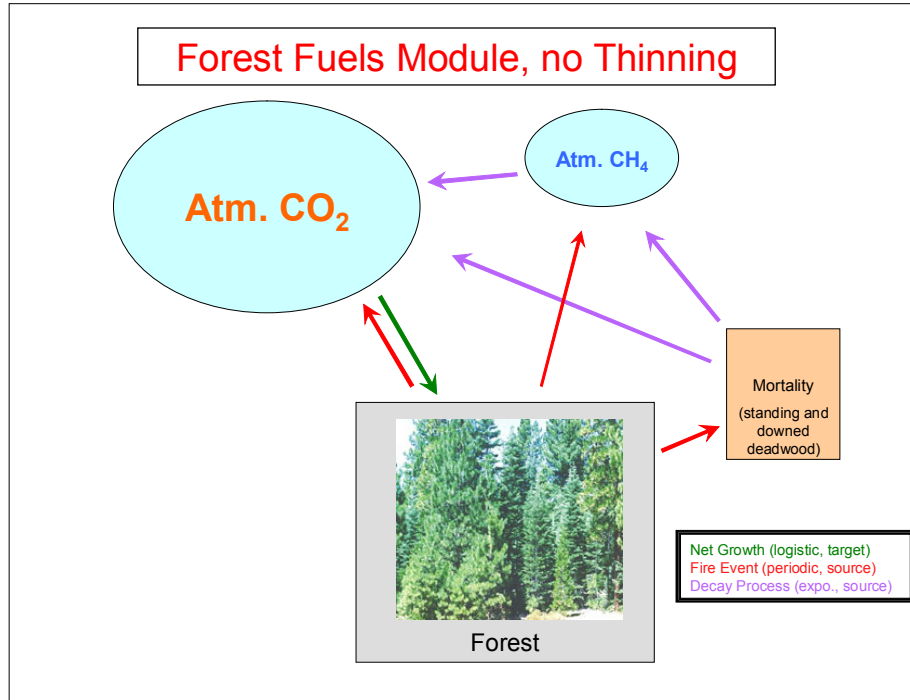 Forest Fuels Module, no Thinning
Atm. CO₂
Atm. CH₄
Mortality
(standing and
downed
deadwood)
Forest
Net Growth (logistic, target)
Fire Event (periodic, source)
Decay Process (expo., source)